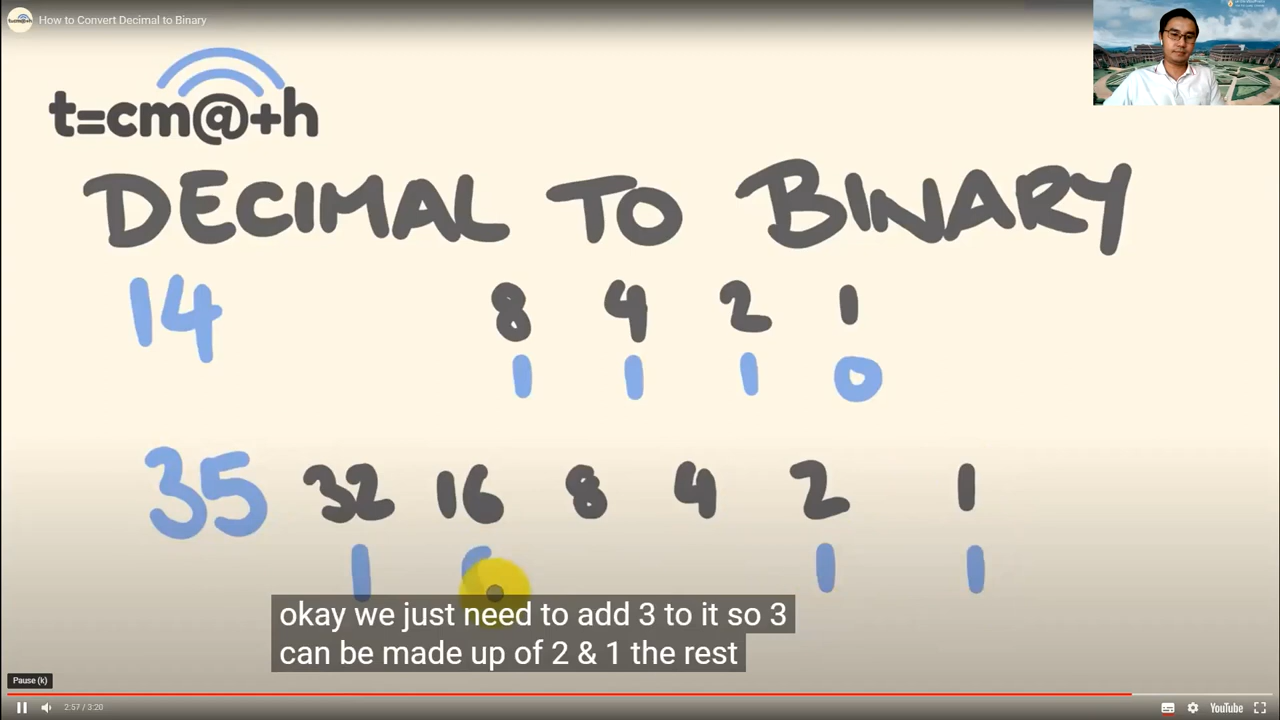 How to Convert Decimal to Binary
t=cm@+h
DECIMAL TO BINARY
14 8 4 2 1
1 1 1 0
35 32 16 8 4 2 1
1 1 1
okay we just need to add 3 to it so 3
can be made up of 2 & 1 the rest
Pause (k)
2:57 / 3:20
YouTube